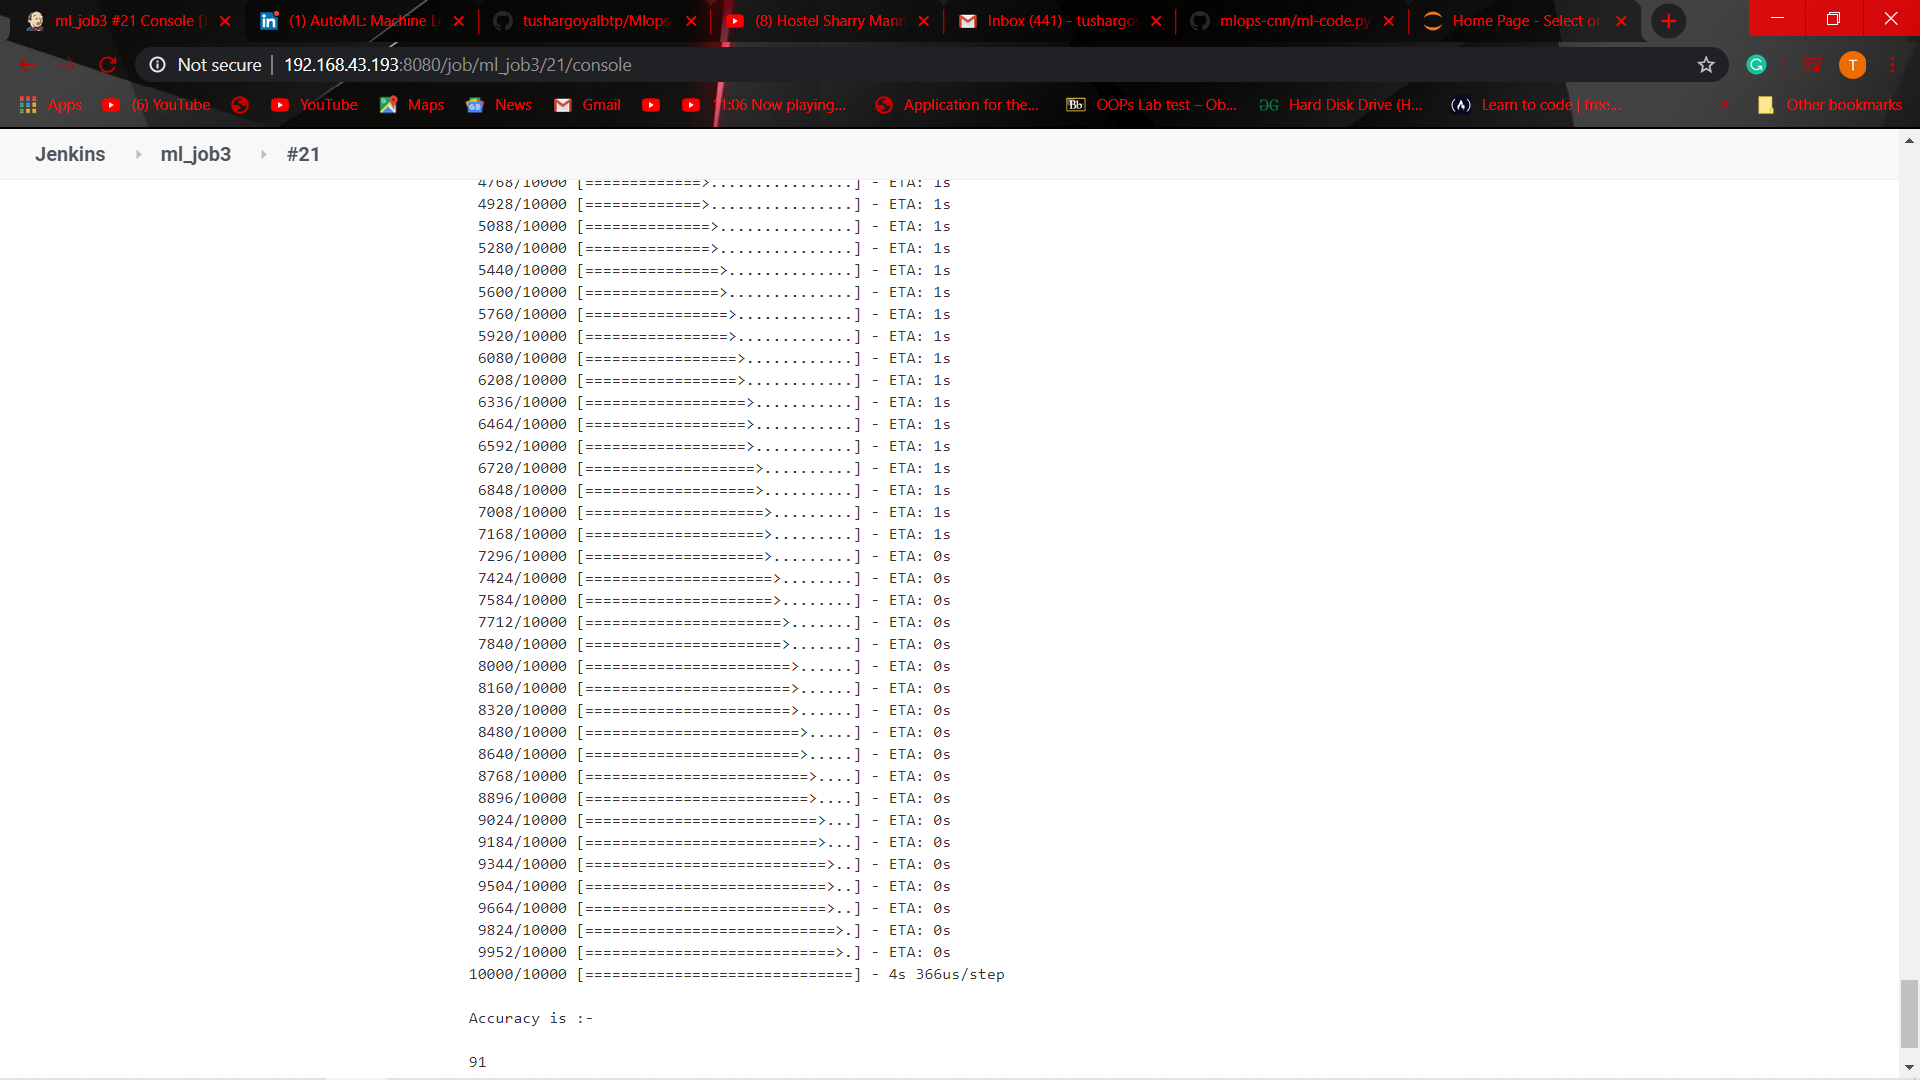 ml_job3 #21 Console [J
(1) AutoML: Machine Le
tushargoyalbtp/Mlops-
(8) Hostel Sharry Mann
Inbox (441) - tushargoy
mlops-cnn/ml-code.py
Home Page - Select or
Not secure | 192.168.43.193:8080/job/ml_job3/21/console
T
Apps
(6) YouTube
YouTube
Maps
News
Gmail
11:06 Now playing...
Application for the...
Bb OOPs Lab test – Ob...
Hard Disk Drive (H...
Learn to code | free...
»
Other bookmarks
Jenkins ml_job3 #21
4768/10000 [=============>................] - ETA: 1s
4928/10000 [=============>................] - ETA: 1s
5088/10000 [==============>...............] - ETA: 1s
5280/10000 [==============>...............] - ETA: 1s
5440/10000 [===============>..............] - ETA: 1s
5600/10000 [===============>..............] - ETA: 1s
5760/10000 [================>.............] - ETA: 1s
5920/10000 [================>.............] - ETA: 1s
6080/10000 [=================>............] - ETA: 1s
6208/10000 [=================>............] - ETA: 1s
6336/10000 [==================>...........] - ETA: 1s
6464/10000 [==================>...........] - ETA: 1s
6592/10000 [==================>...........] - ETA: 1s
6720/10000 [===================>..........] - ETA: 1s
6848/10000 [===================>..........] - ETA: 1s
7008/10000 [====================>.........] - ETA: 1s
7168/10000 [====================>.........] - ETA: 1s
7296/10000 [====================>.........] - ETA: 0s
7424/10000 [=====================>........] - ETA: 0s
7584/10000 [=====================>........] - ETA: 0s
7712/10000 [======================>.......] - ETA: 0s
7840/10000 [======================>.......] - ETA: 0s
8000/10000 [=======================>......] - ETA: 0s
8160/10000 [=======================>......] - ETA: 0s
8320/10000 [=======================>......] - ETA: 0s
8480/10000 [========================>.....] - ETA: 0s
8640/10000 [========================>.....] - ETA: 0s
8768/10000 [=========================>....] - ETA: 0s
8896/10000 [=========================>....] - ETA: 0s
9024/10000 [==========================>...] - ETA: 0s
9184/10000 [==========================>...] - ETA: 0s
9344/10000 [===========================>..] - ETA: 0s
9504/10000 [===========================>..] - ETA: 0s
9664/10000 [===========================>..] - ETA: 0s
9824/10000 [============================>.] - ETA: 0s
9952/10000 [============================>.] - ETA: 0s
10000/10000 [==============================] - 4s 366us/step
Accuracy is :-
91